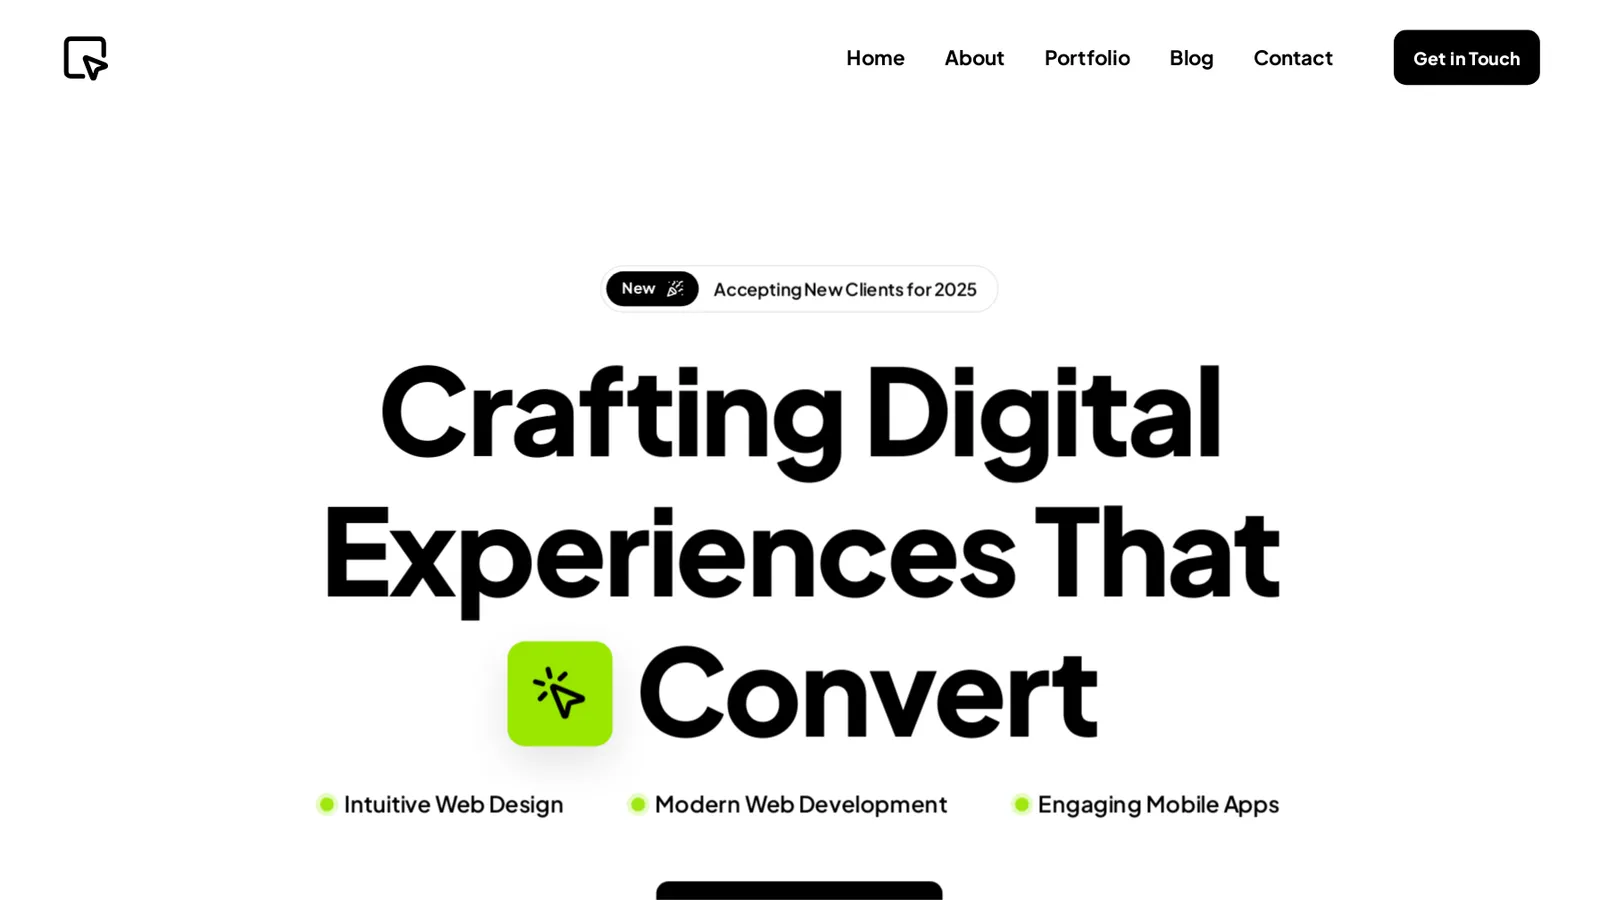 Home About Portfolio Blog Contact Get in Touch
New Accepting New Clients for 2025
Crafting Digital
Experiences That
Convert
Intuitive Web Design Modern Web Development Engaging Mobile Apps